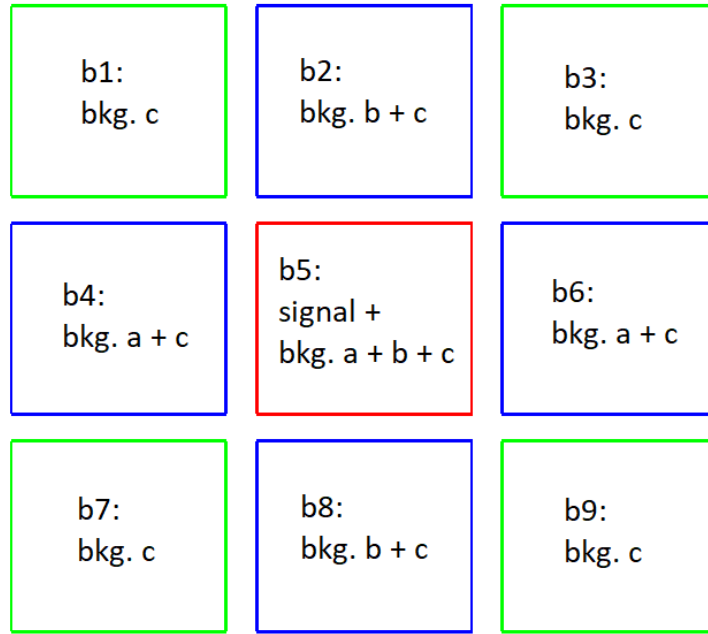 b1:
bkg. c
b2:
bkg. b + c
b3:
bkg. c
b4:
bkg. a + c
b5:
signal +
bkg. a + b + c
b6:
bkg. a + c
b7:
bkg. c
b8:
bkg. b + c
b9:
bkg. c